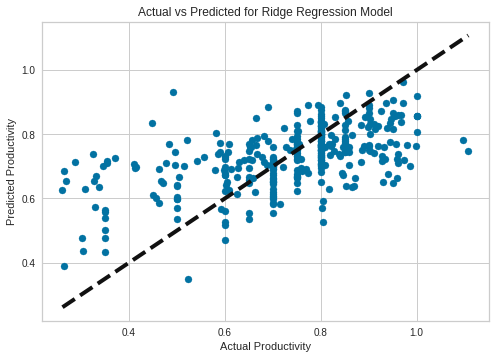 Actual vs Predicted for Ridge Regression Model
Predicted Productivity
1.0
0.8
0.6
0.4
0.4 0.6 0.8 1.0
Actual Productivity